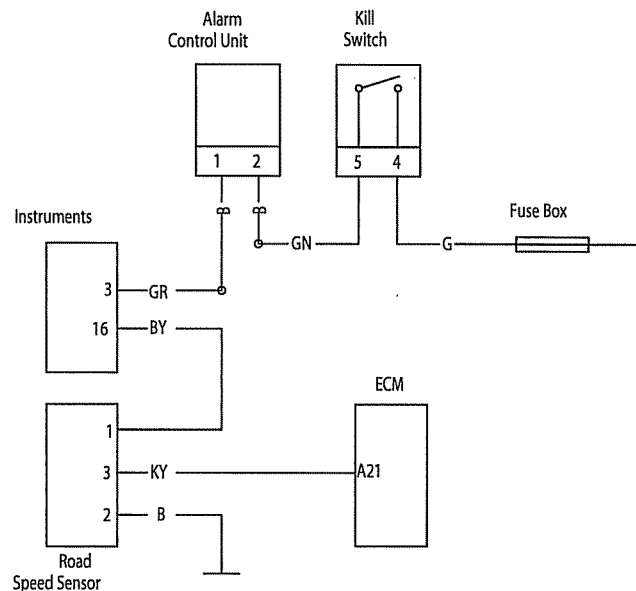 Alarm
Control Unit
Kill
Switch
1 2
5 4
B B
Instruments
Fuse Box
GN
G
3
GR
16
BY
ECM
1
3
KY
A21
2
B
Road
Speed Sensor